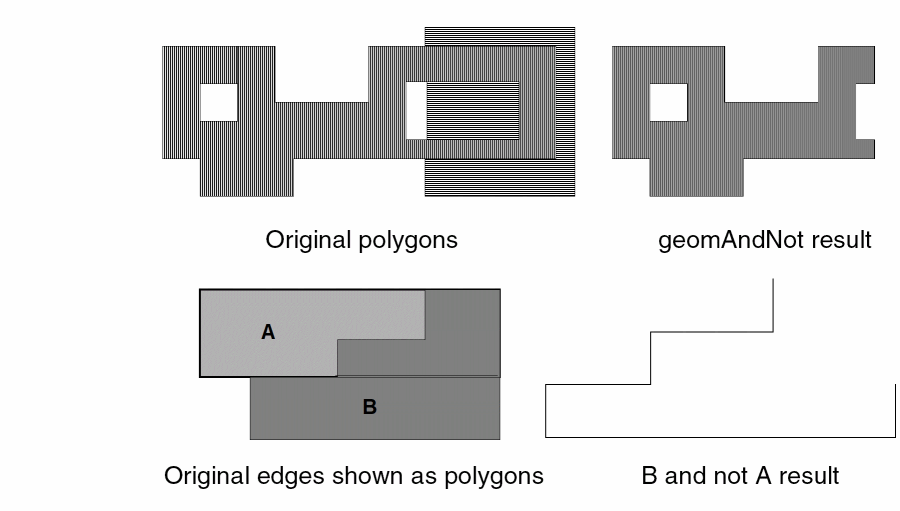 Original polygons
geomAndNot result
A
B
Original edges shown as polygons
B and not A result